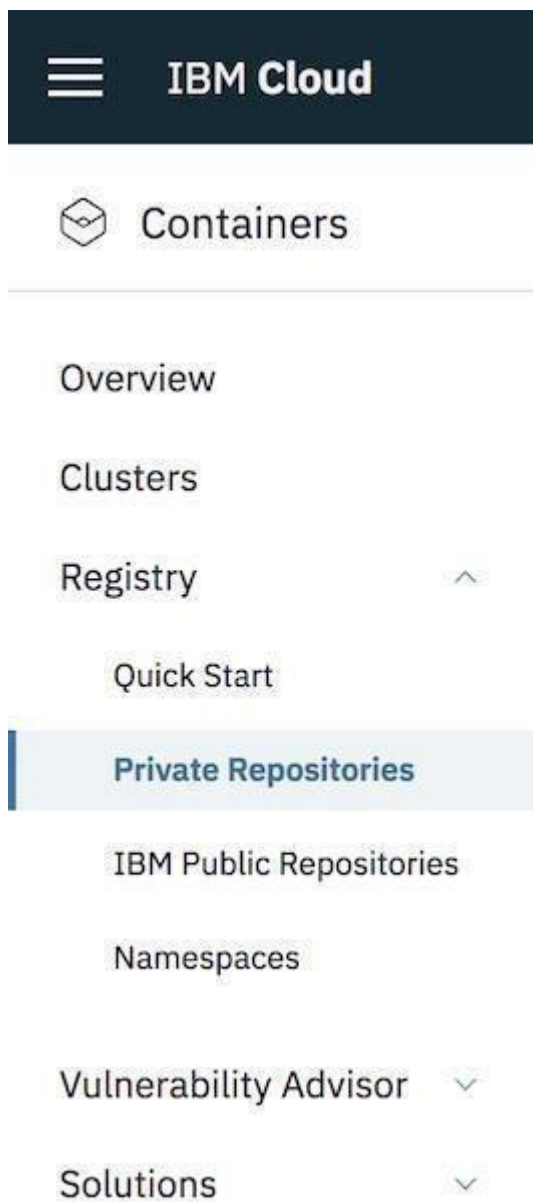 IBM Cloud
Containers
Overview
Clusters
Registry
Quick Start
Private Repositories
IBM Public Repositories
Namespaces
Vulnerability Advisor
Solutions